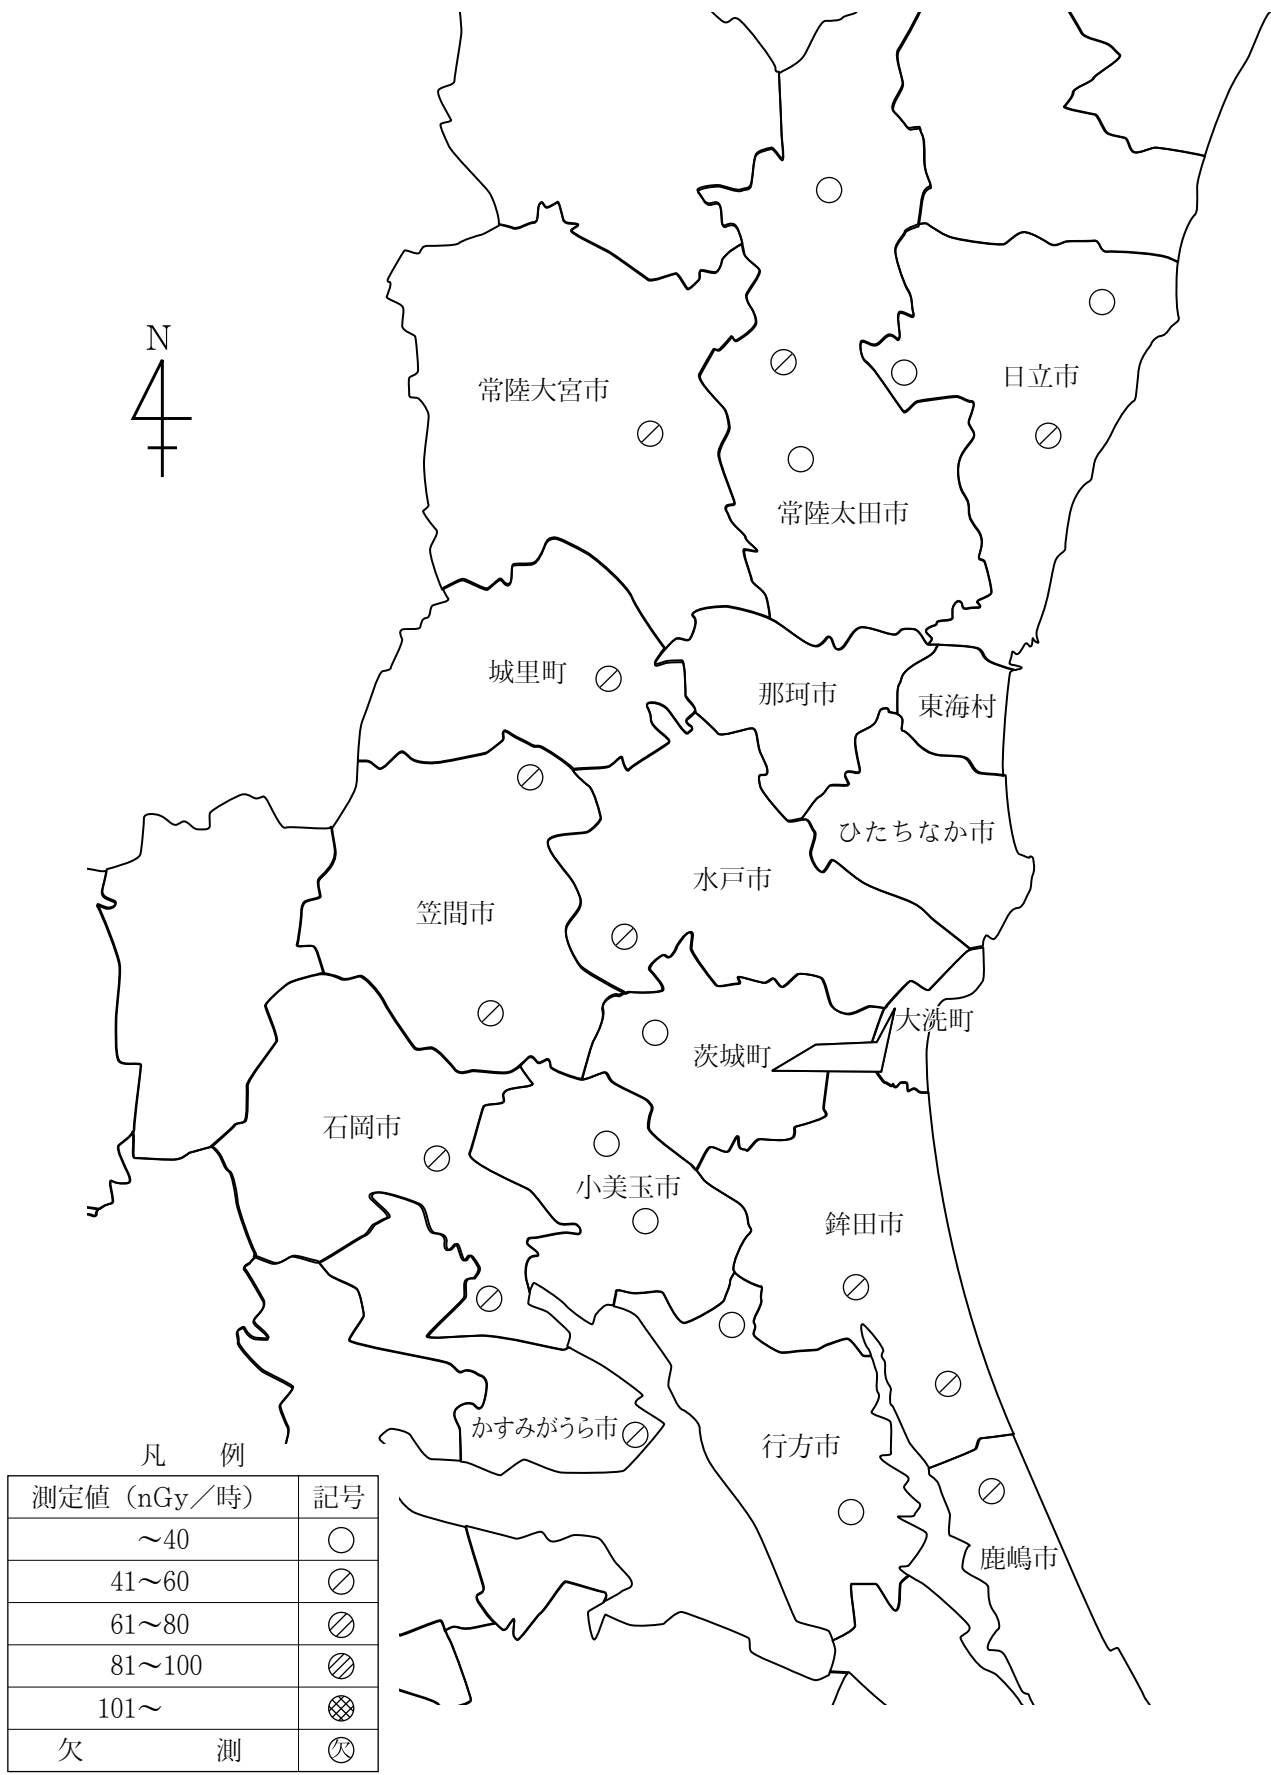 N
日立市
常陸大宮市
常陸太田市
城里町
那珂市
東海村
ひたちなか市
水戸市
笠間市
大洗町
茨城町
石岡市
小美玉市
鉾田市
かすみがうら市
行方市
鹿嶋市
凡 例
測定値（nGy／時） 記号
～40
41～60
61～80
81～100
101～
欠 測 欠